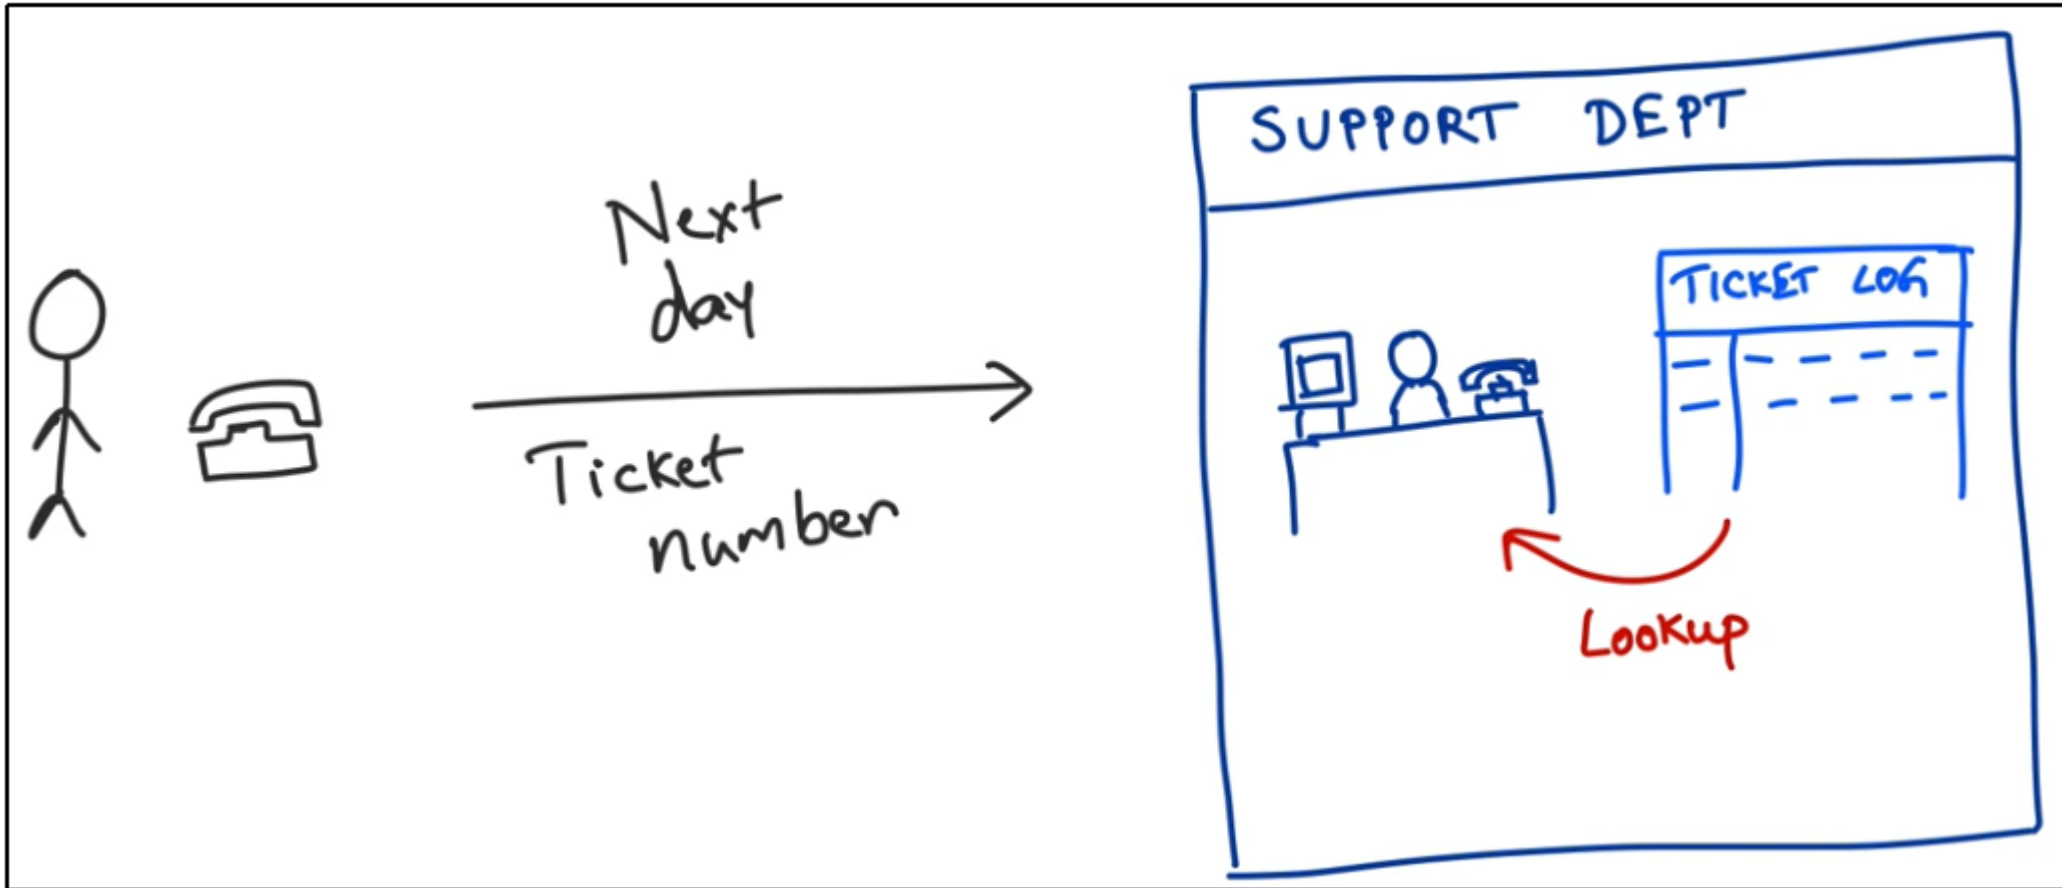 Next
day
Ticket
number
SUPPORT DEPT
TICKET LOG
Lookup